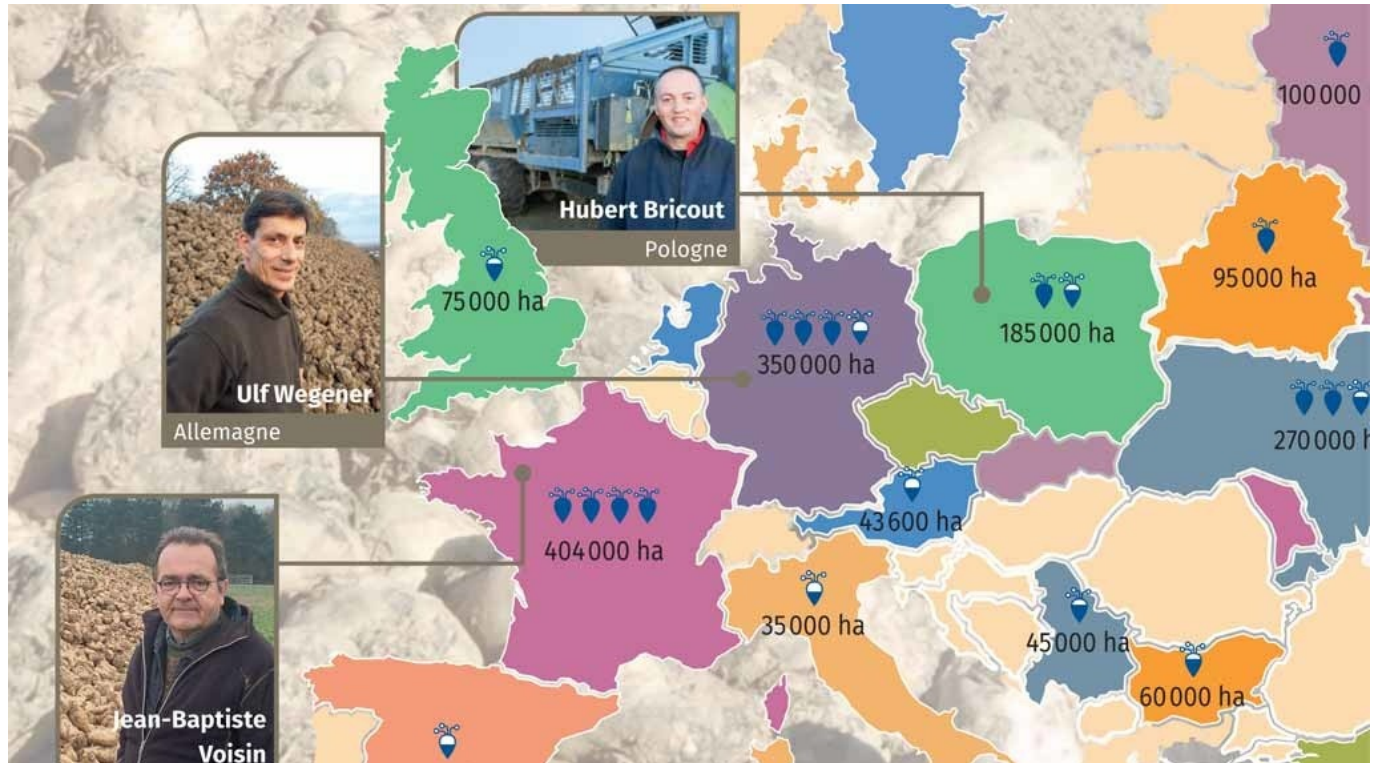 100 000
Hubert Bricout
Pologne
95 000 ha
75 000 ha
185 000 ha
350 000 ha
Ulf Wegener
Allemagne
270 000 h
43 600 ha
404 000 ha
35 000 ha
45 000 ha
60 000 ha
Jean-Baptiste
Voisin